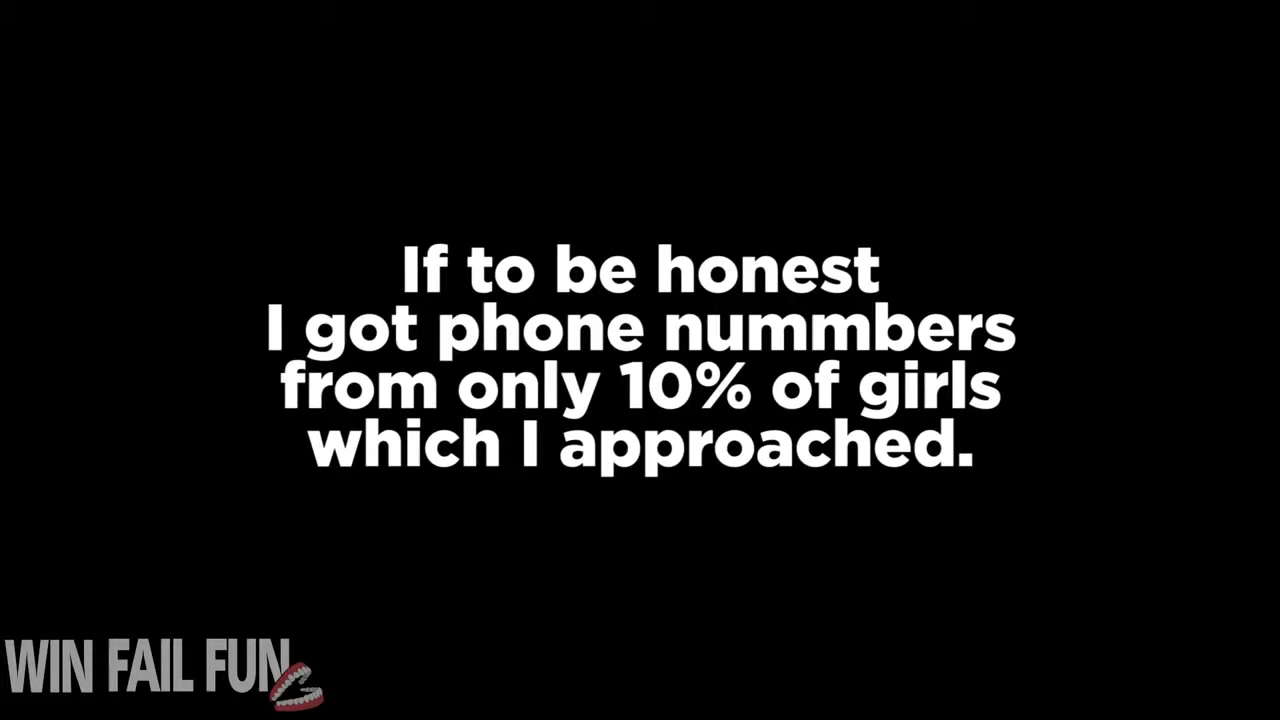 If to be honest
I got phone nummbers
from only 10% of girls
which I approached.
WIN FAIL FUN